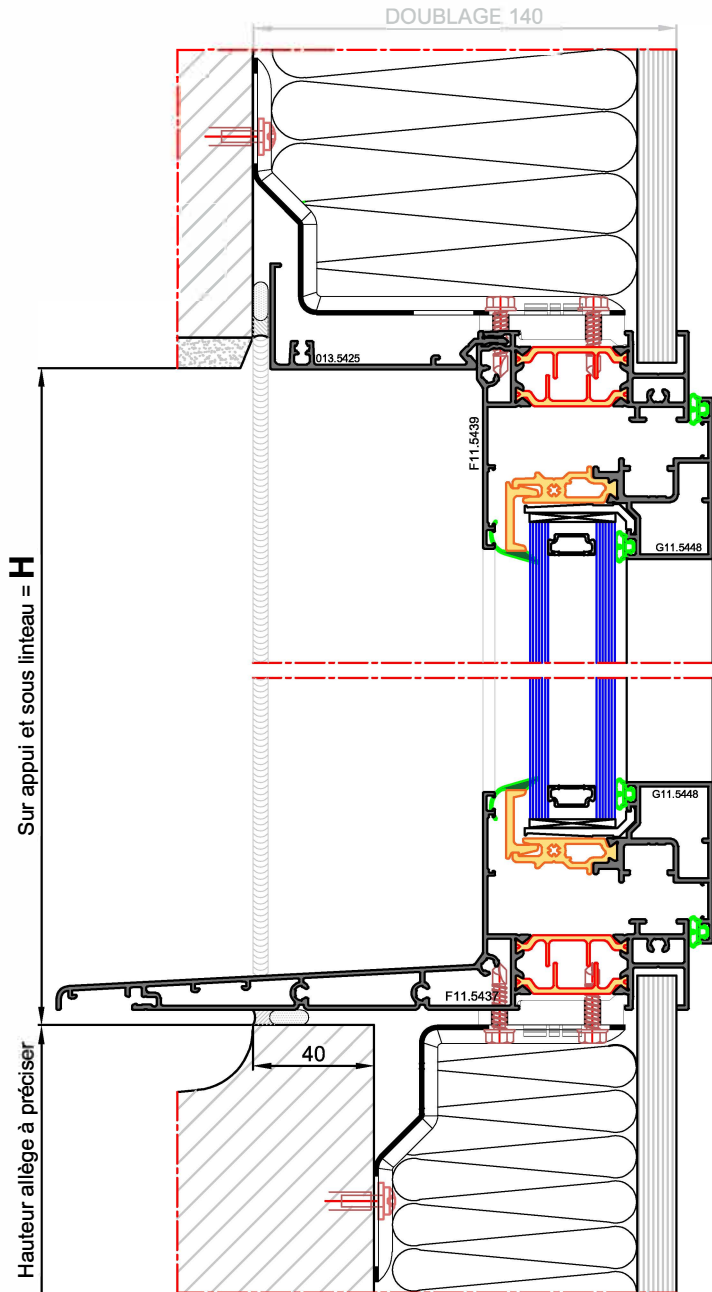 DOUBLAGE 140
013.5425
F11.5439
G11.5448
Sur appui et sous linteau = H
G11.5448
F11.5437
40
Hauteur allège à préciser